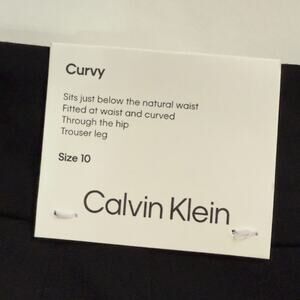 Curvy
Sits just below the natural waist
Fitted at waist and curved
Through the hip
Trouser leg
Size 10
Calvin Klein